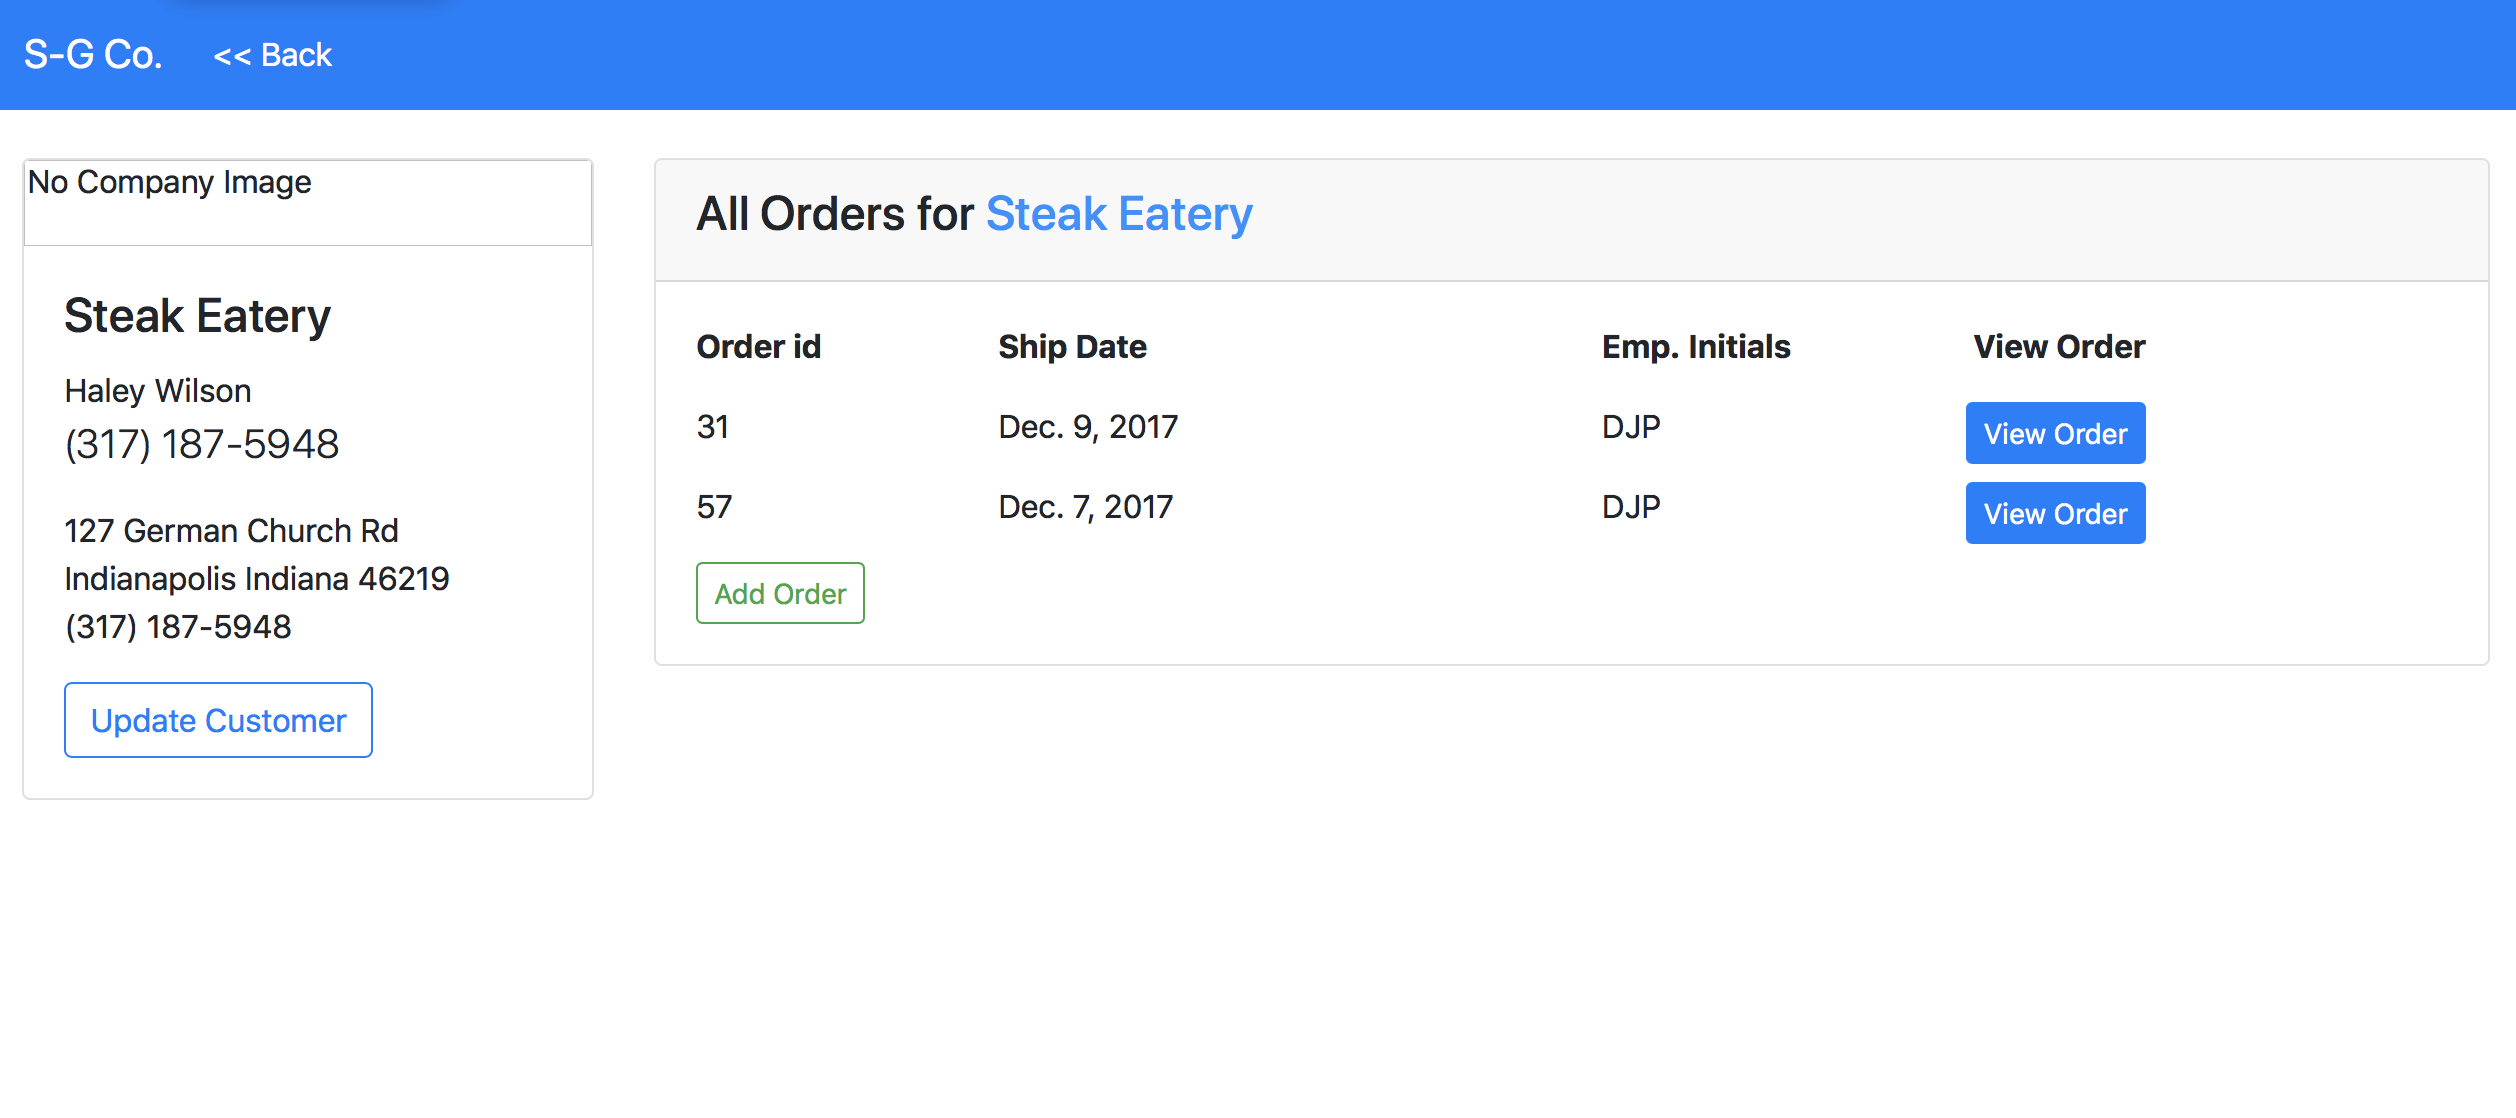 S-G Co. << Back
No Company Image
Steak Eatery
Haley Wilson
(317) 187-5948
127 German Church Rd
Indianapolis Indiana 46219
(317) 187-5948
Update Customer
All Orders for Steak Eatery
Order id Ship Date Emp. Initials View Order
31 Dec. 9, 2017 DJP View Order
57 Dec. 7, 2017 DJP View Order
Add Order